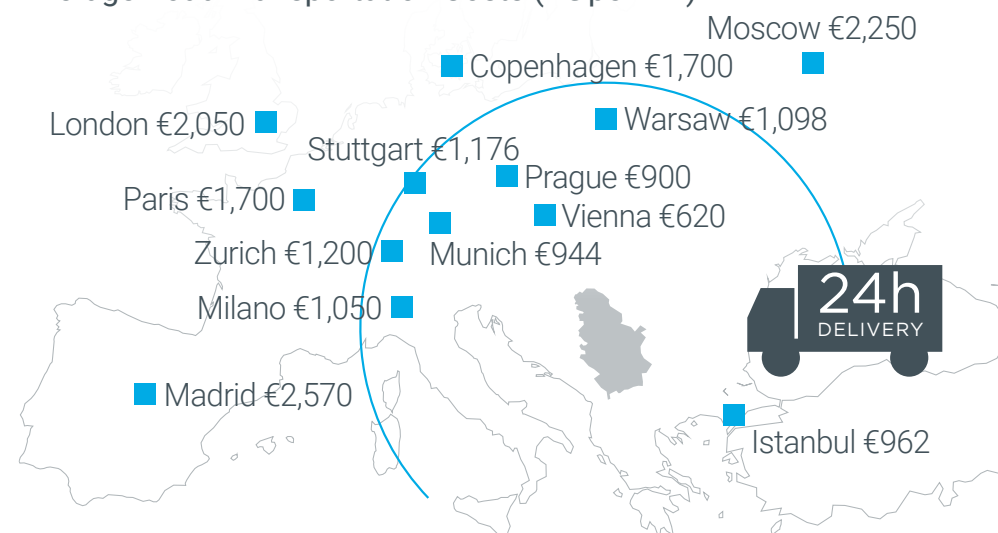 Moscow €2,250
Copenhagen €1,700
London €2,050
Warsaw €1,098
Stuttgart €1,176
Prague €900
Paris €1,700
Vienna €620
Zurich €1,200
Munich €944
24h
DELIVERY
Milano €1,050
Madrid €2,570
Istanbul €962